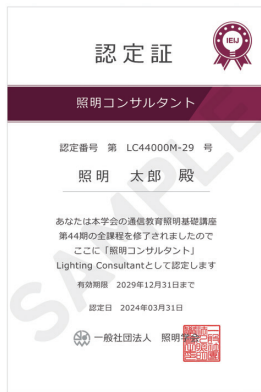 認定証
IEIJ
照明コンサルタント
認定番号 第 LC44000M-29 号
照明 太郎 殿
あなたは本学会の通信教育照明基礎講座
第44期の全課程を修了されましたので
ここに「照明コンサルタント」
Lighting Consultantとして認定します
有効期限 2029年12月31日まで
認定日 2024年03月31日
一般社団法人 照明学会
SAMPLE